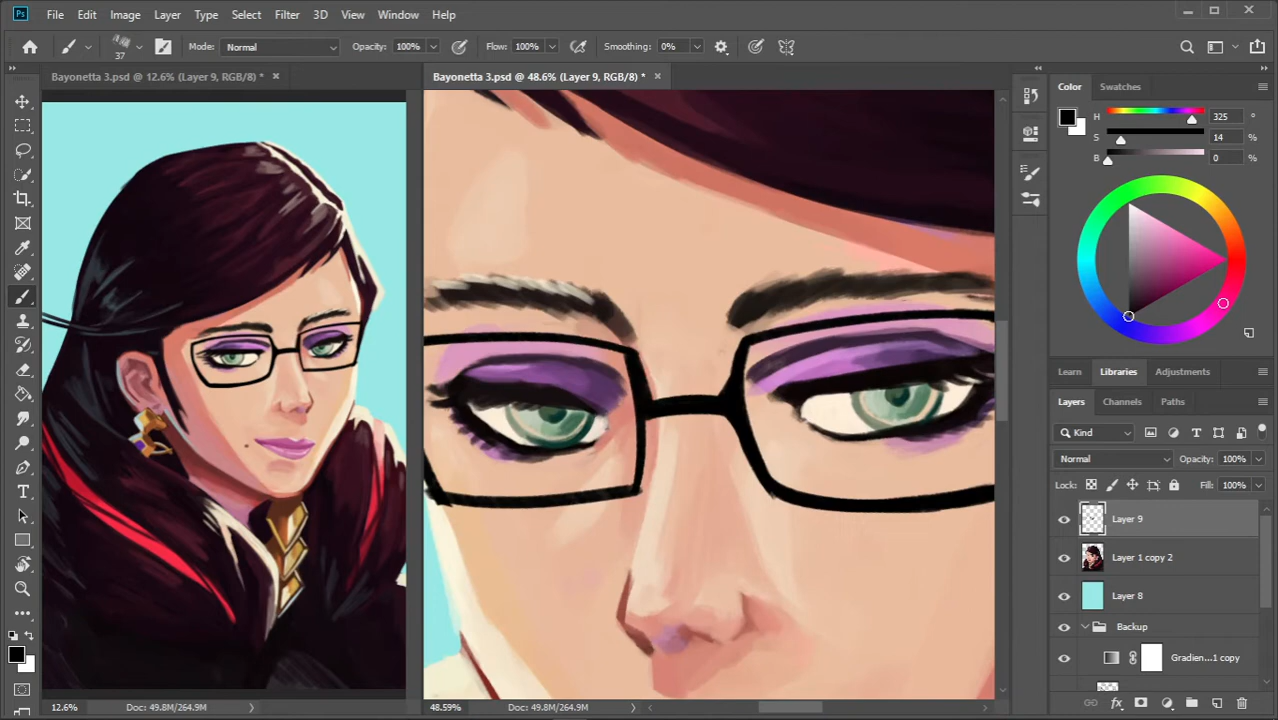 Ps File Edit Image Layer Type Select Filter 3D View Window Help
37 Mode: Normal Opacity: 100% Flow: 100% Smoothing: 0%
Bayonetta 3.psd @ 12.6% (Layer 9, RGB/8) *
Bayonetta 3.psd @ 48.6% (Layer 9, RGB/8) *
Color Swatches
H 325 °
S 14 %
B 0 %
Learn Libraries Adjustments
Layers Channels Paths
Kind
Normal Opacity: 100%
Lock: Fill: 100%
Layer 9
Layer 1 copy 2
Layer 8
Backup
Gradien...1 copy
12.6% Doc: 49.8M/264.9M
48.59% Doc: 49.8M/264.9M